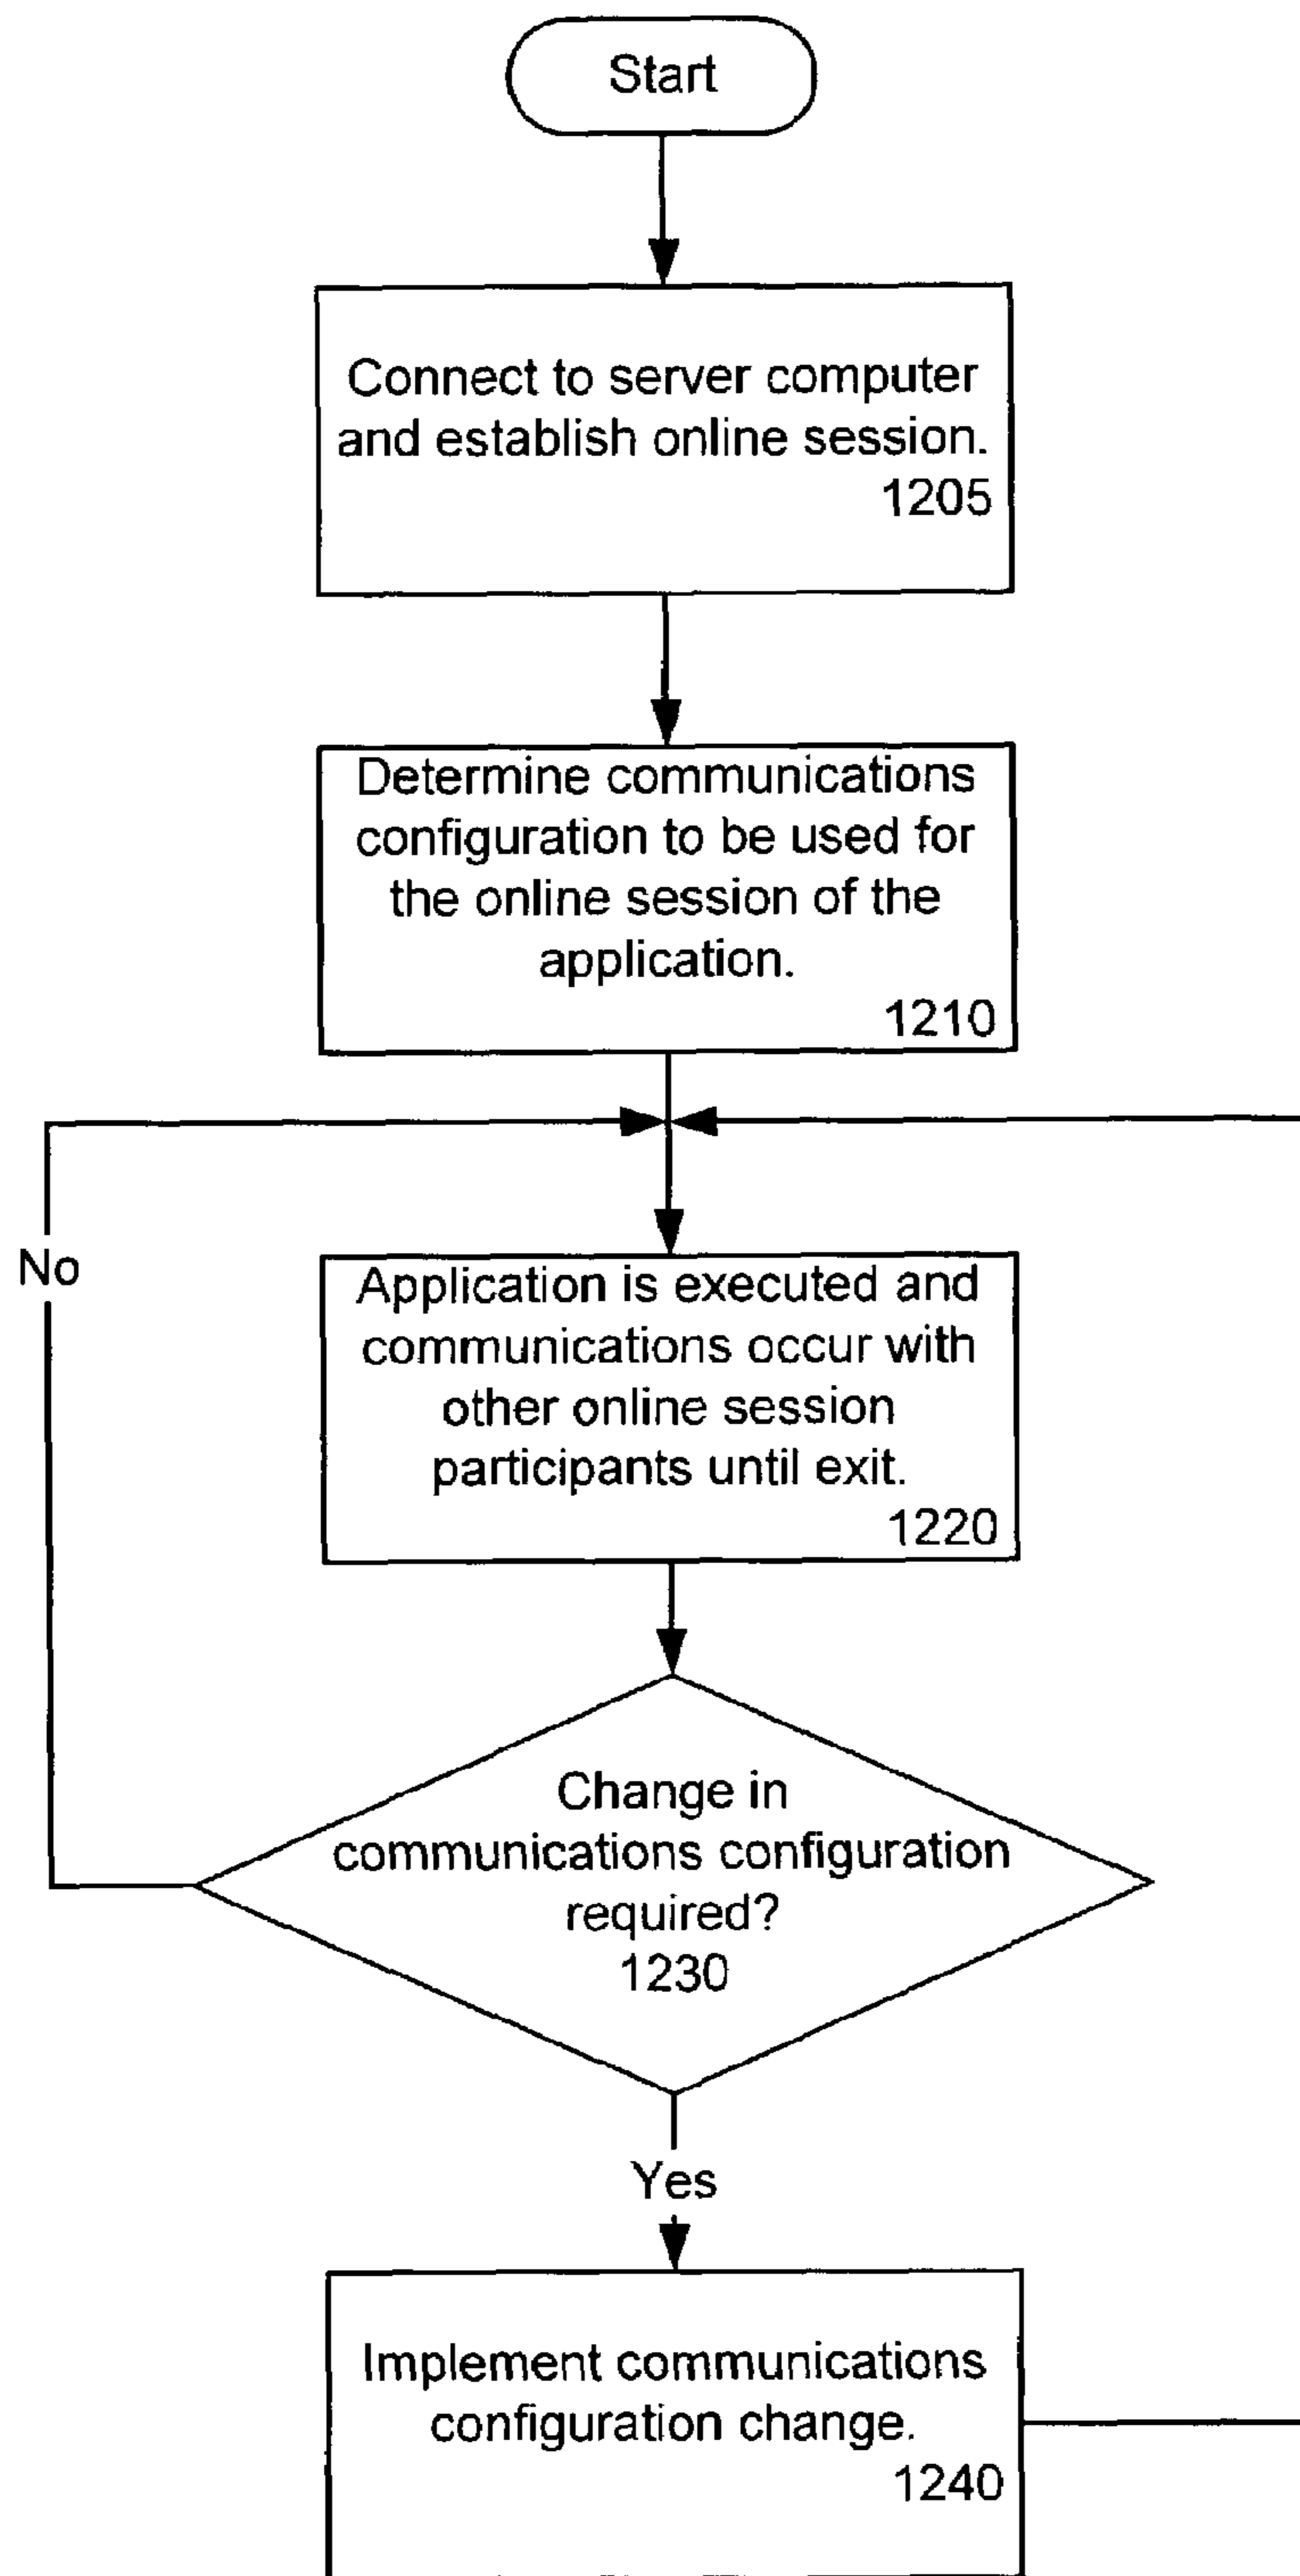 Start
Connect to server computer
and establish online session.
1205
Determine communications
configuration to be used for
the online session of the
application.
1210
No
Application is executed and
communications occur with
other online session
participants until exit.
1220
Change in
communications configuration
required?
1230
Yes
Implement communications
configuration change.
1240